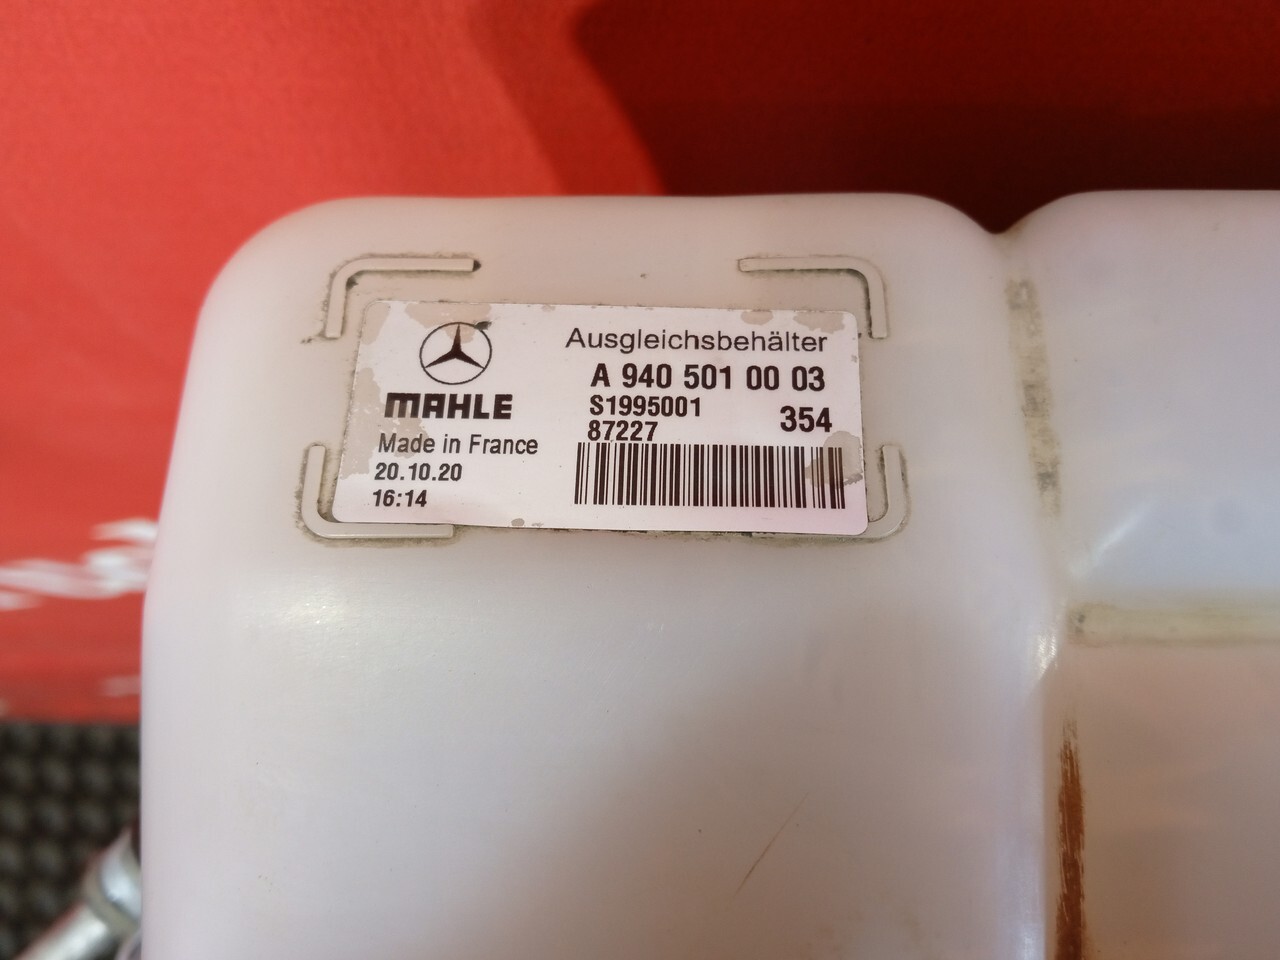 Ausgleichsbehälter
A 940 501 00 03
MAHLE
S1995001
354
87227
Made in France
20.10.20
16:14